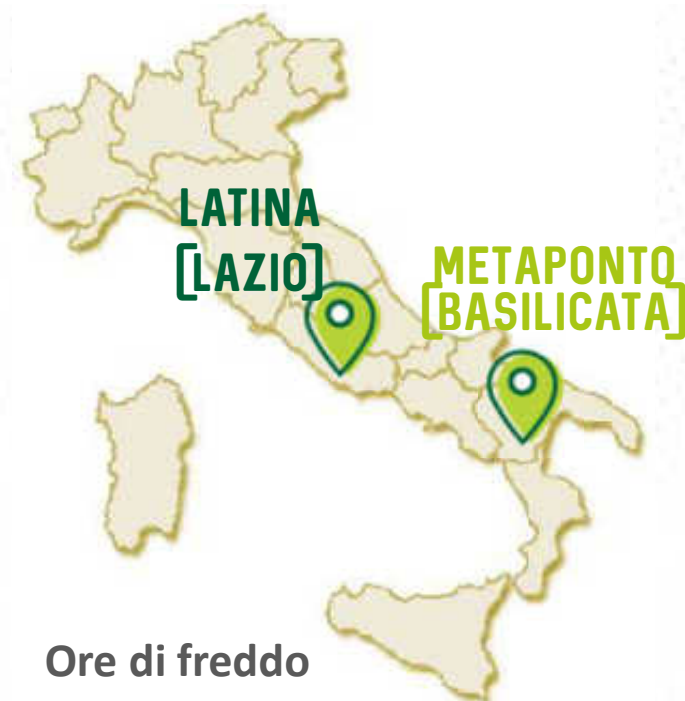 LATINA
[LAZIO]
METAPONTO
[BASILICATA]
Ore di freddo